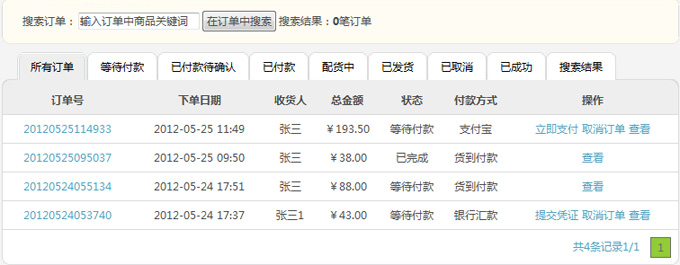 搜索订单： 输入订单中商品关键词 在订单中搜索 搜索结果：0笔订单
所有订单 等待付款 已付款待确认 已付款 配货中 已发货 已取消 已成功 搜索结果
订单号 下单日期 收货人 总金额 状态 付款方式 操作
20120525114933 2012-05-25 11:49 张三 ￥193.50 等待付款 支付宝 立即支付 取消订单 查看
20120525095037 2012-05-25 09:50 张三 ￥38.00 已完成 货到付款 查看
20120524055134 2012-05-24 17:51 张三 ￥88.00 等待付款 货到付款 查看
20120524053740 2012-05-24 17:37 张三1 ￥43.00 等待付款 银行汇款 提交凭证 取消订单 查看
共4条记录1/1 1